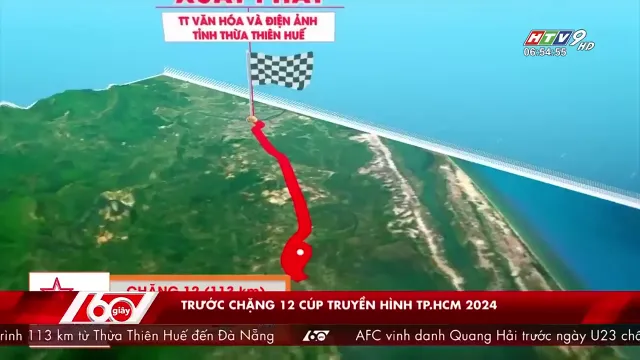 XUẤT PHÁT
TT VĂN HÓA VÀ ĐIỆN ẢNH
TỈNH THỪA THIÊN HUẾ
HTV9 HD
06:54:55
CHẶNG 12 (113 km)
60 giây
TRƯỚC CHẶNG 12 CÚP TRUYỀN HÌNH TP.HCM 2024
trình 113 km từ Thừa Thiên Huế đến Đà Nẵng 60 AFC vinh danh Quang Hải trước ngày U23